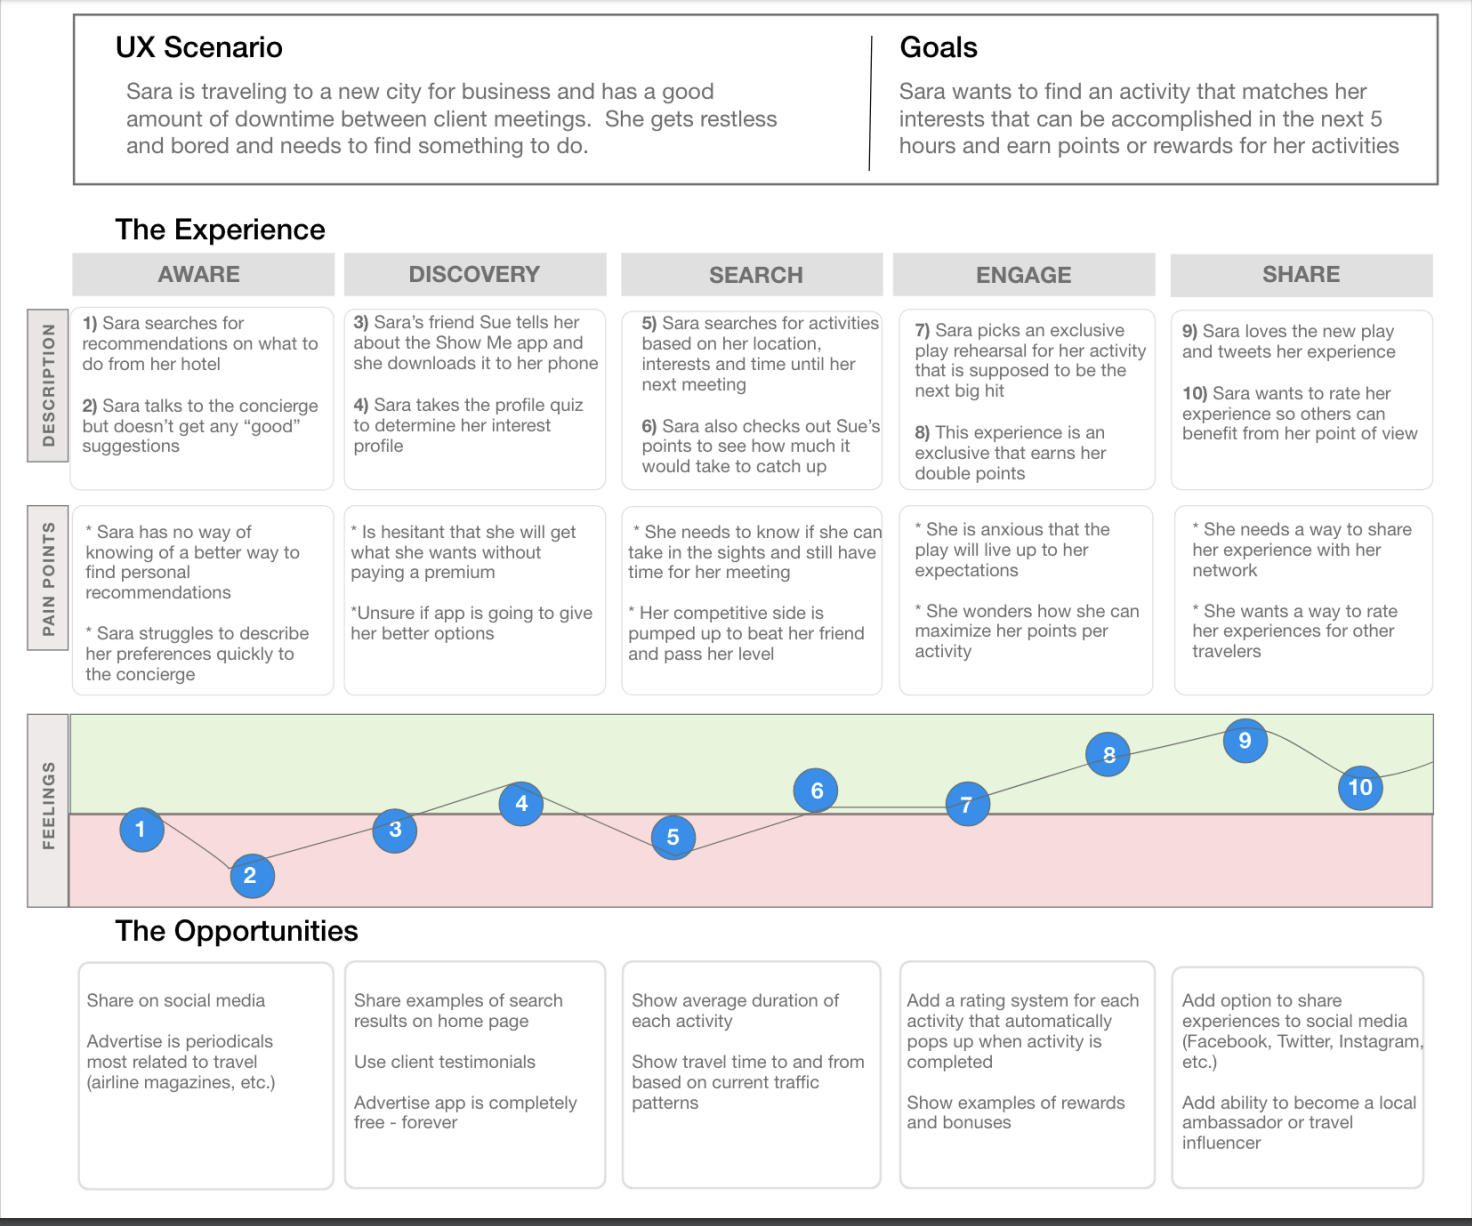 UX Scenario
Sara is traveling to a new city for business and has a good
amount of downtime between client meetings.  She gets restless
and bored and needs to find something to do.
Goals
Sara wants to find an activity that matches her
interests that can be accomplished in the next 5
hours and earn points or rewards for her activities
The Experience
AWARE
DISCOVERY
SEARCH
ENGAGE
SHARE
DESCRIPTION
1) Sara searches for
recommendations on what to
do from her hotel
2) Sara talks to the concierge
but doesn't get any “good”
suggestions
3) Sara's friend Sue tells her
about the Show Me app and
she downloads it to her phone
4) Sara takes the profile quiz
to determine her interest
profile
5) Sara searches for activities
based on her location,
interests and time until her
next meeting
6) Sara also checks out Sue's
points to see how much it
would take to catch up
7) Sara picks an exclusive
play rehearsal for her activity
that is supposed to be the
next big hit
8) This experience is an
exclusive that earns her
double points
9) Sara loves the new play
and tweets her experience
10) Sara wants to rate her
experience so others can
benefit from her point of view
PAIN POINTS
* Sara has no way of
knowing of a better way to
find personal
recommendations
* Sara struggles to describe
her preferences quickly to
the concierge
* Is hesitant that she will get
what she wants without
paying a premium
*Unsure if app is going to give
her better options
* She needs to know if she can
take in the sights and still have
time for her meeting
* Her competitive side is
pumped up to beat her friend
and pass her level
* She is anxious that the
play will live up to her
expectations
* She wonders how she can
maximize her points per
activity
* She needs a way to share
her experience with her
network
* She wants a way to rate
her experiences for other
travelers
FEELINGS
1
2
3
4
5
6
7
8
9
10
The Opportunities
Share on social media
Advertise is periodicals
most related to travel
(airline magazines, etc.)
Share examples of search
results on home page
Use client testimonials
Advertise app is completely
free - forever
Show average duration of
each activity
Show travel time to and from
based on current traffic
patterns
Add a rating system for each
activity that automatically
pops up when activity is
completed
Show examples of rewards
and bonuses
Add option to share
experiences to social media
(Facebook, Twitter, Instagram,
etc.)
Add ability to become a local
ambassador or travel
influencer